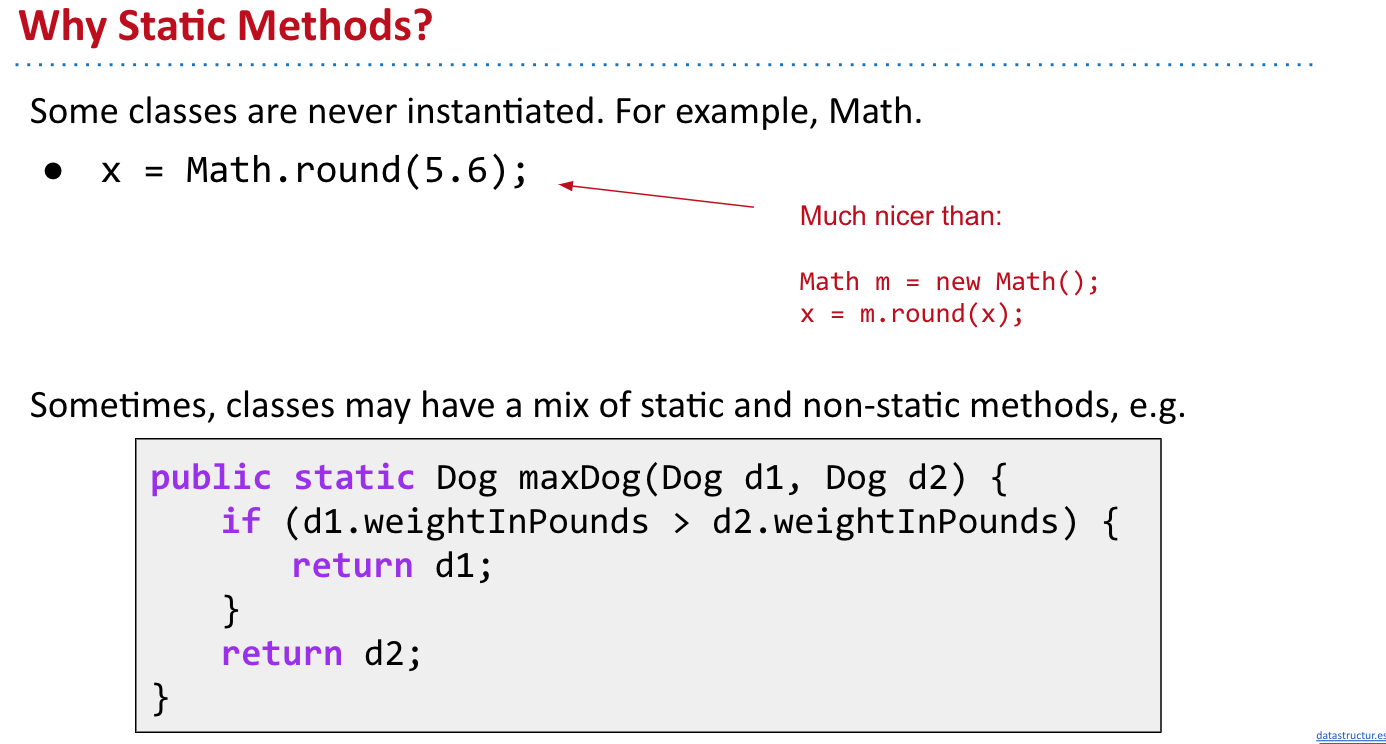 Why Static Methods?
Some classes are never instantiated. For example, Math.
● x = Math.round(5.6);
Much nicer than:
Math m = new Math();
x = m.round(x);
Sometimes, classes may have a mix of static and non-static methods, e.g.
public static Dog maxDog(Dog d1, Dog d2) {
    if (d1.weightInPounds > d2.weightInPounds) {
        return d1;
    }
    return d2;
}
datastructur.es